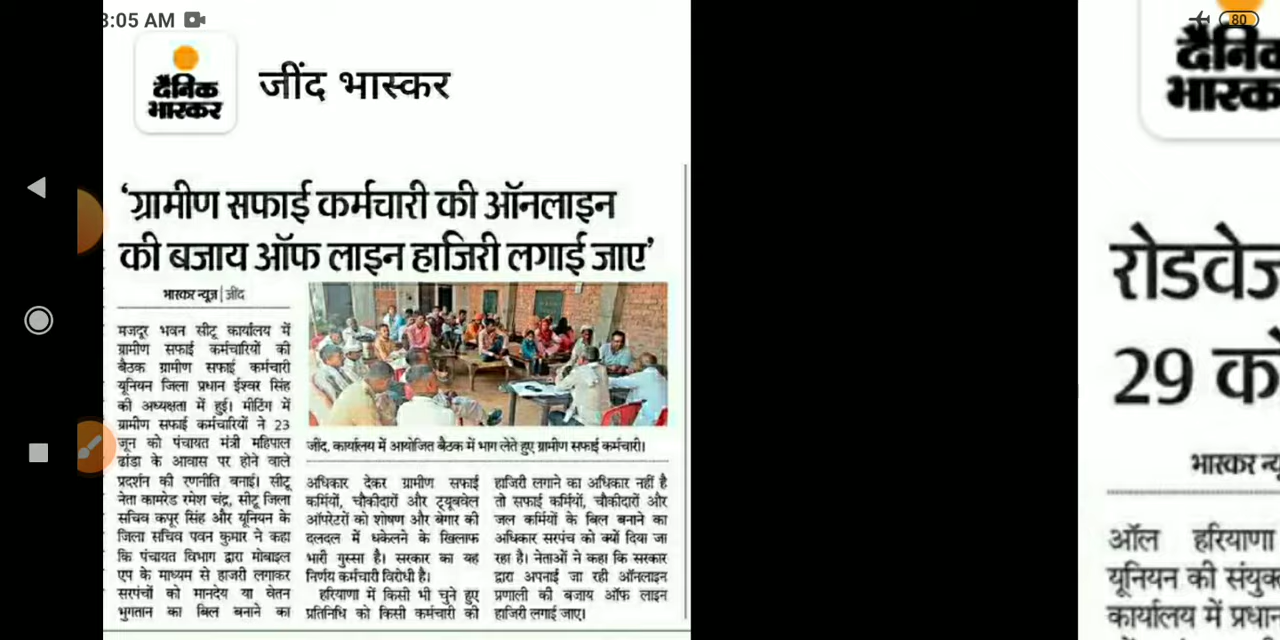 3:05 AM
80
दैनिक
भास्कर
जींद भास्कर
‘ग्रामीण सफाई कर्मचारी की ऑनलाइन
की बजाय ऑफ लाइन हाजिरी लगाई जाए’
भास्कर न्यूज | जींद
मजदूर भवन सीटू कार्यालय में
ग्रामीण सफाई कर्मचारियों की
बैठक ग्रामीण सफाई कर्मचारी
यूनियन जिला प्रधान ईश्वर सिंह
की अध्यक्षता में हुई। मीटिंग में
ग्रामीण सफाई कर्मचारियों ने 23
जून को पंचायत मंत्री महिपाल
ढांडा के आवास पर होने वाले
प्रदर्शन की रणनीति बनाई। सीटू
नेता कामरेड रमेश चंद्र, सीटू जिला
सचिव कपूर सिंह और यूनियन के
जिला सचिव पवन कुमार ने कहा
कि पंचायत विभाग द्वारा मोबाइल
एप के माध्यम से हाजरी लगाकर
सरपंचों को मानदेय या वेतन
भुगतान का बिल बनाने का
जींद. कार्यालय में आयोजित बैठक में भाग लेते हुए ग्रामीण सफाई कर्मचारी।
अधिकार देकर ग्रामीण सफाई
कर्मियों, चौकीदारों और ट्यूबवेल
ऑपरेटरों को शोषण और बेगार की
दलदल में धकेलने के खिलाफ
भारी गुस्सा है। सरकार का यह
निर्णय कर्मचारी विरोधी है।
हरियाणा में किसी भी चुने हुए
प्रतिनिधि को किसी कर्मचारी की
हाजिरी लगाने का अधिकार नहीं है
तो सफाई कर्मियों, चौकीदारों और
जल कर्मियों के बिल बनाने का
अधिकार सरपंच को क्यों दिया जा
रहा है। नेताओं ने कहा कि सरकार
द्वारा अपनाई जा रही ऑनलाइन
प्रणाली की बजाय ऑफ लाइन
हाजिरी लगाई जाए।
दैनिक
भास्कर
रोडवेज
29 को
भास्कर न्यू
ऑल हरियाणा
यूनियन की संयुक्त
कार्यालय में प्रधान